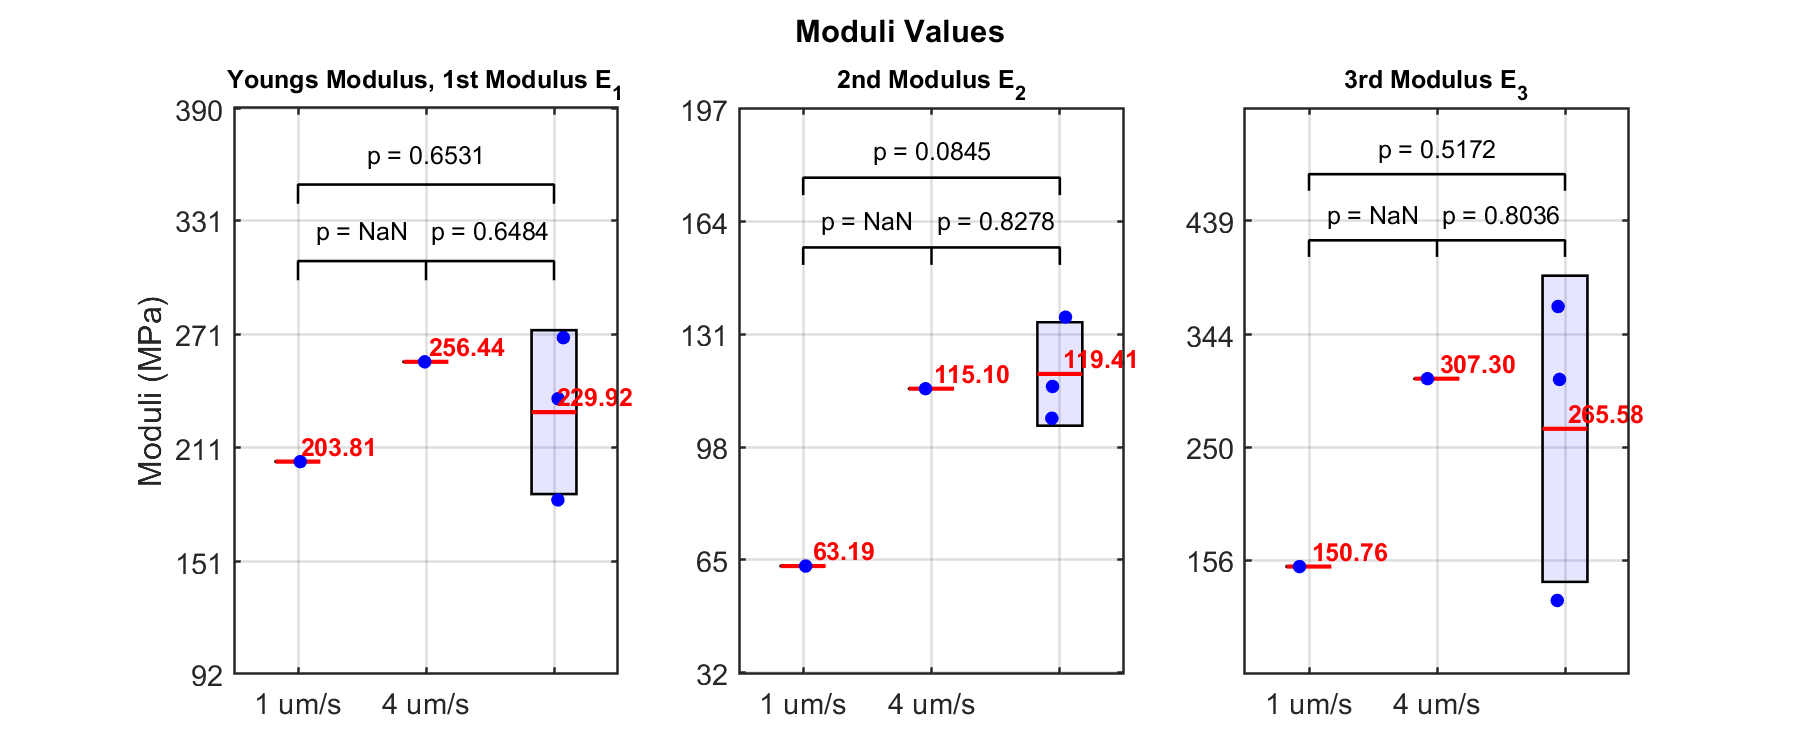 Moduli Values
Youngs Modulus, 1st Modulus E1
Moduli (MPa)
390
331
271
211
151
92
p = 0.6531
p = NaN
p = 0.6484
256.44
229.92
203.81
1 um/s
4 um/s
2nd Modulus E2
197
164
131
98
65
32
p = 0.0845
p = NaN
p = 0.8278
119.41
115.10
63.19
1 um/s
4 um/s
3rd Modulus E3
439
344
250
156
p = 0.5172
p = NaN
p = 0.8036
307.30
265.58
150.76
1 um/s
4 um/s